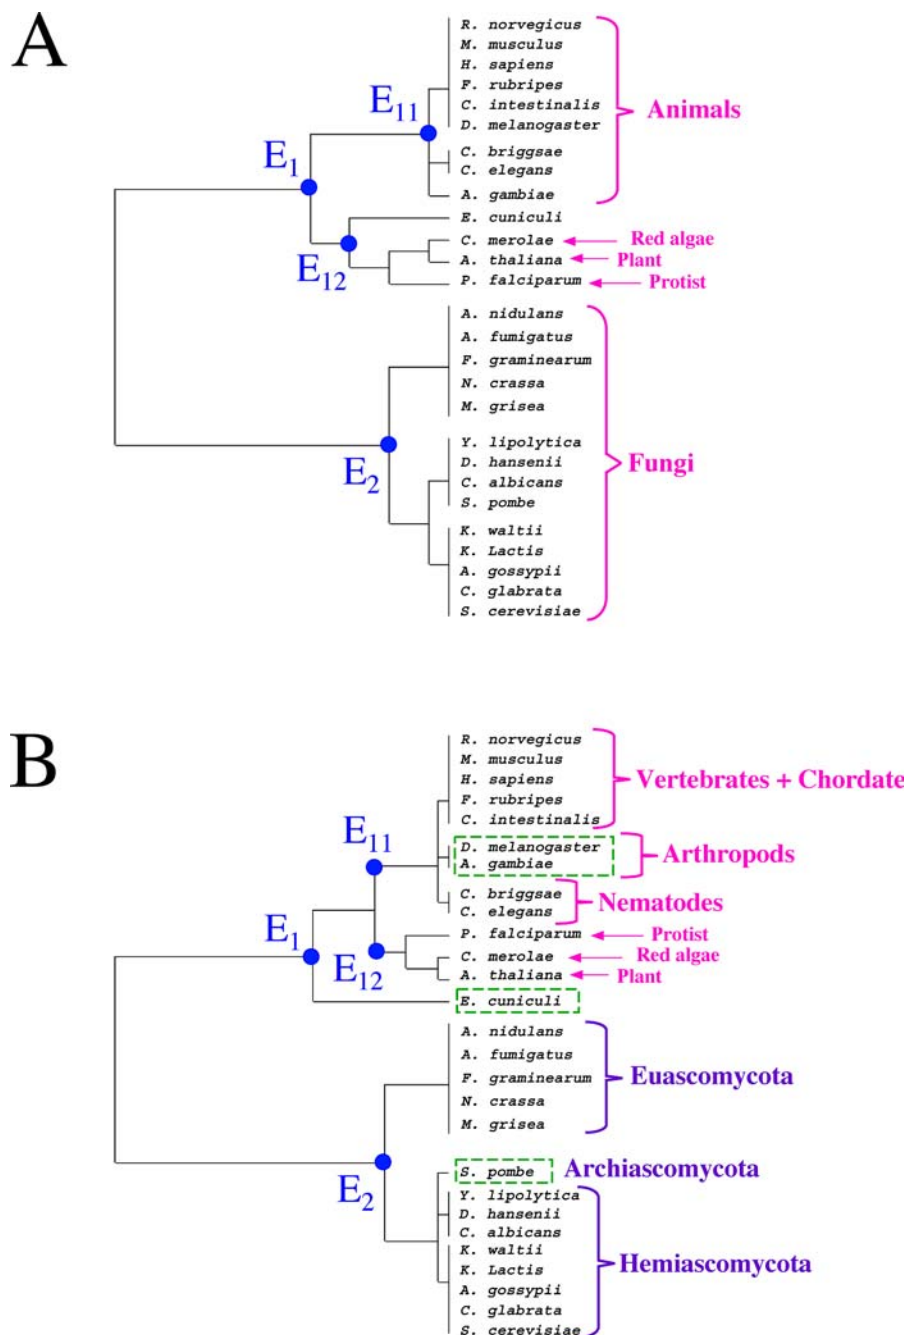 A
R. norvegicus
M. musculus
H. sapiens
F. rubripes
C. intestinalis
D. melanogaster
C. briggsae
C. elegans
A. gambiae
Animals
E11
E1
E. cuniculi
C. merolae
Red algae
A. thaliana
Plant
P. falciparum
Protist
E12
A. nidulans
A. fumigatus
F. graminearum
N. crassa
M. grisea
Y. lipolytica
D. hansenii
C. albicans
S. pombe
K. waltii
K. Lactis
A. gossypii
C. glabrata
S. cerevisiae
Fungi
E2
B
R. norvegicus
M. musculus
H. sapiens
F. rubripes
C. intestinalis
Vertebrates + Chordate
D. melanogaster
A. gambiae
Arthropods
C. briggsae
C. elegans
Nematodes
E11
P. falciparum
Protist
C. merolae
Red algae
A. thaliana
Plant
E1
E12
E. cuniculi
A. nidulans
A. fumigatus
F. graminearum
N. crassa
M. grisea
Euascomycota
S. pombe
Archiascomycota
E2
Y. lipolytica
D. hansenii
C. albicans
K. waltii
K. Lactis
A. gossypii
C. glabrata
S. cerevisiae
Hemiascomycota